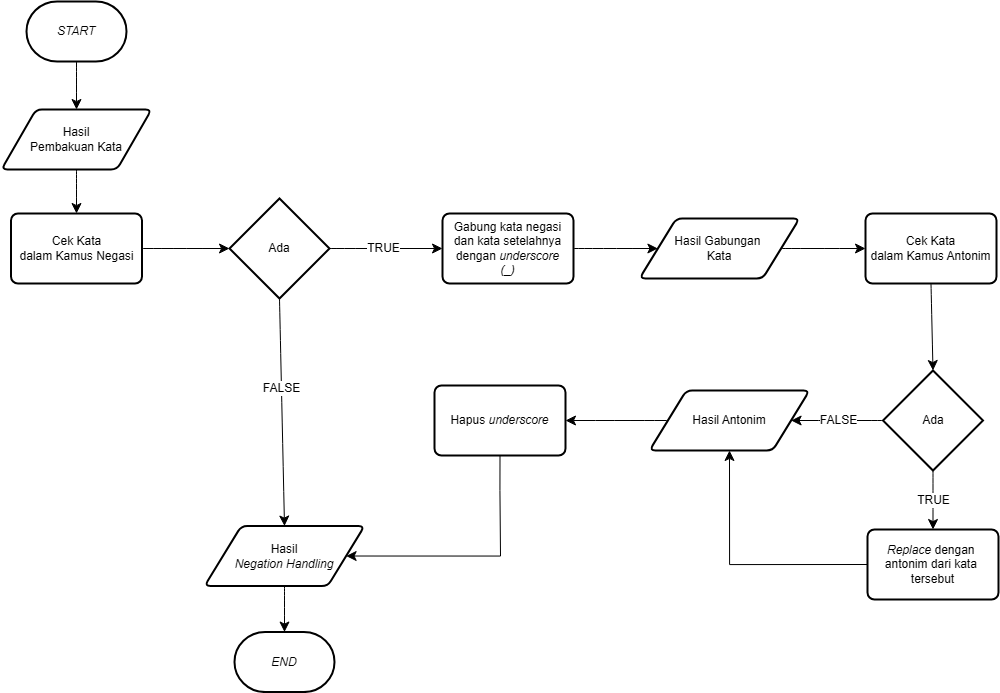 START
Hasil
Pembakuan Kata
Cek Kata
dalam Kamus Negasi
Ada
TRUE
Gabung kata negasi
dan kata setelahnya
dengan underscore
(_)
Hasil Gabungan
Kata
Cek Kata
dalam Kamus Antonim
FALSE
Hapus underscore
Hasil Antonim
FALSE
Ada
TRUE
Replace dengan
antonim dari kata
tersebut
Hasil
Negation Handling
END